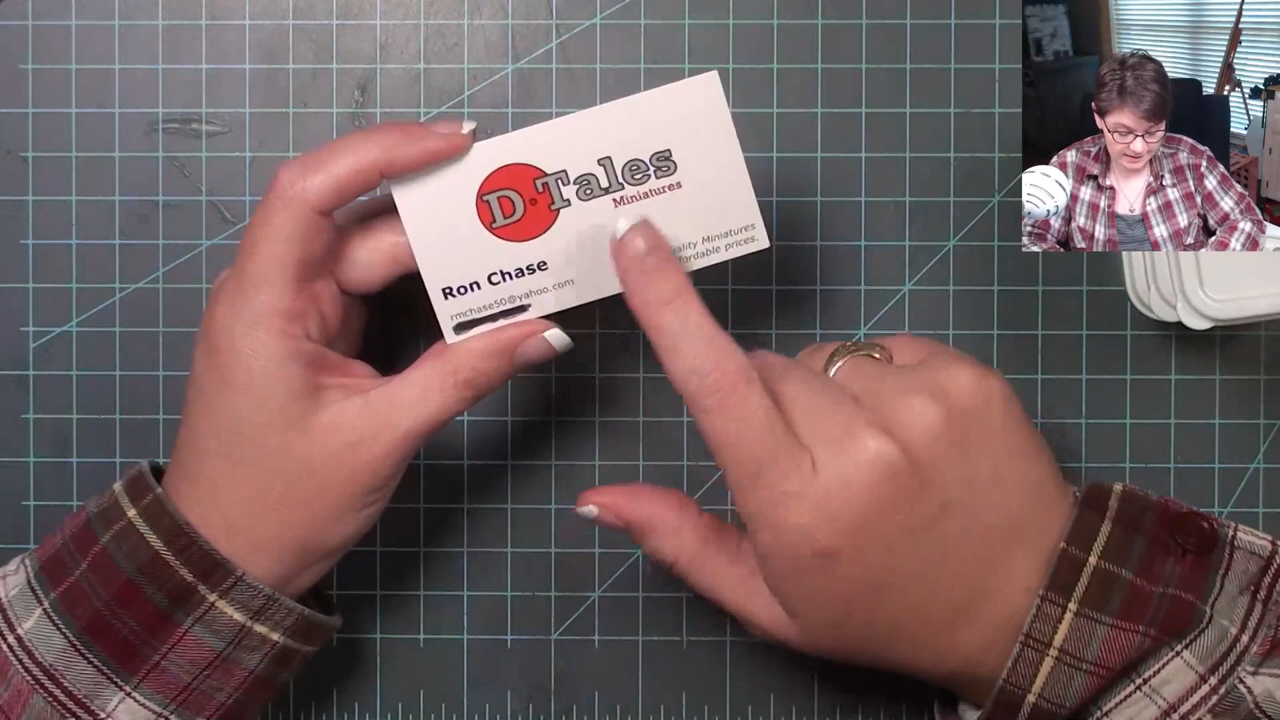 D·Tales
Miniatures
Ron Chase
rmchase50@yahoo.com
Miniatures
prices.